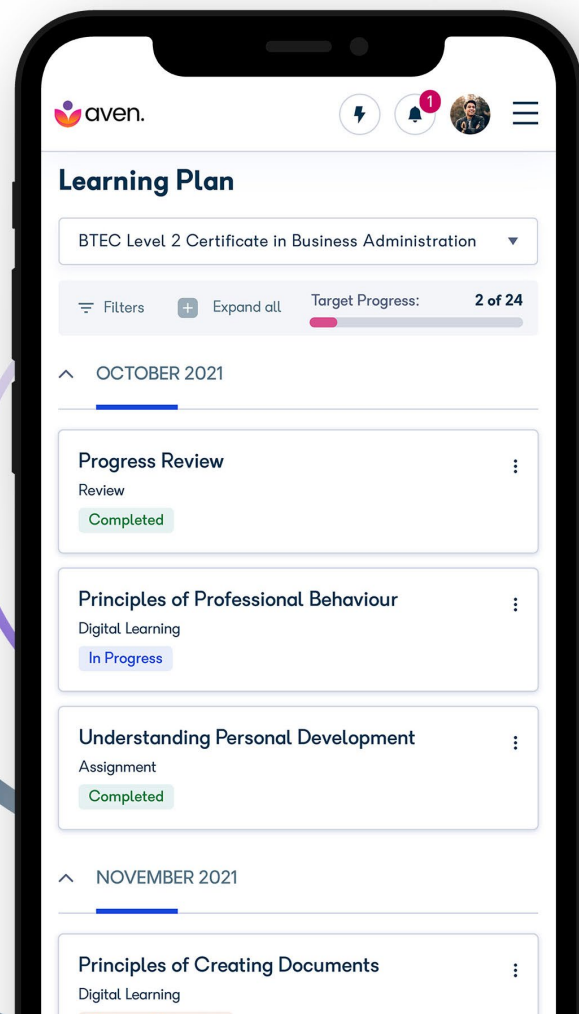 aven.
1
Learning Plan
BTEC Level 2 Certificate in Business Administration
Filters
Expand all
Target Progress:
2 of 24
OCTOBER 2021
Progress Review
Review
Completed
Principles of Professional Behaviour
Digital Learning
In Progress
Understanding Personal Development
Assignment
Completed
NOVEMBER 2021
Principles of Creating Documents
Digital Learning